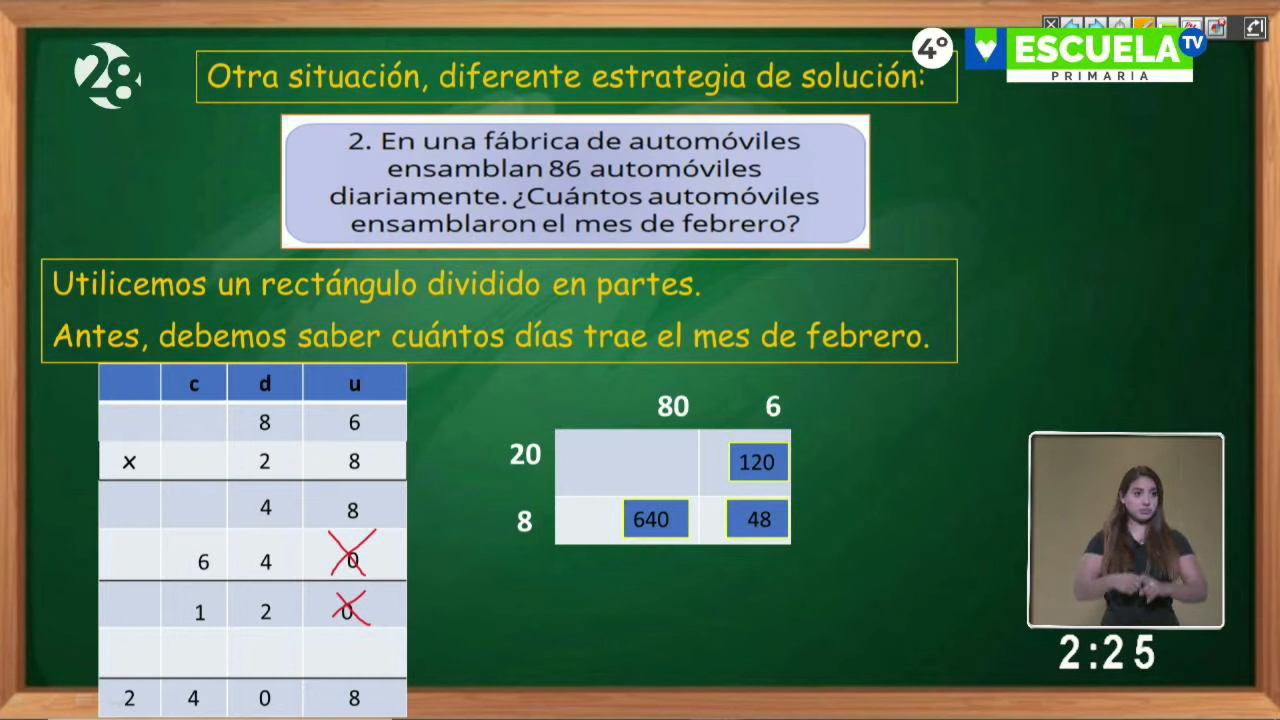 28
Otra situación, diferente estrategia de solución:
4º
ESCUELA TV
PRIMARIA
2. En una fábrica de automóviles
ensamblan 86 automóviles
diariamente. ¿Cuántos automóviles
ensamblaron el mes de febrero?
Utilicemos un rectángulo dividido en partes.
Antes, debemos saber cuántos días trae el mes de febrero.
c d u
8 6
x 2 8
4 8
6 4 0
1 2 0
2 4 0 8
80 6
20 120
8 640 48
2:25